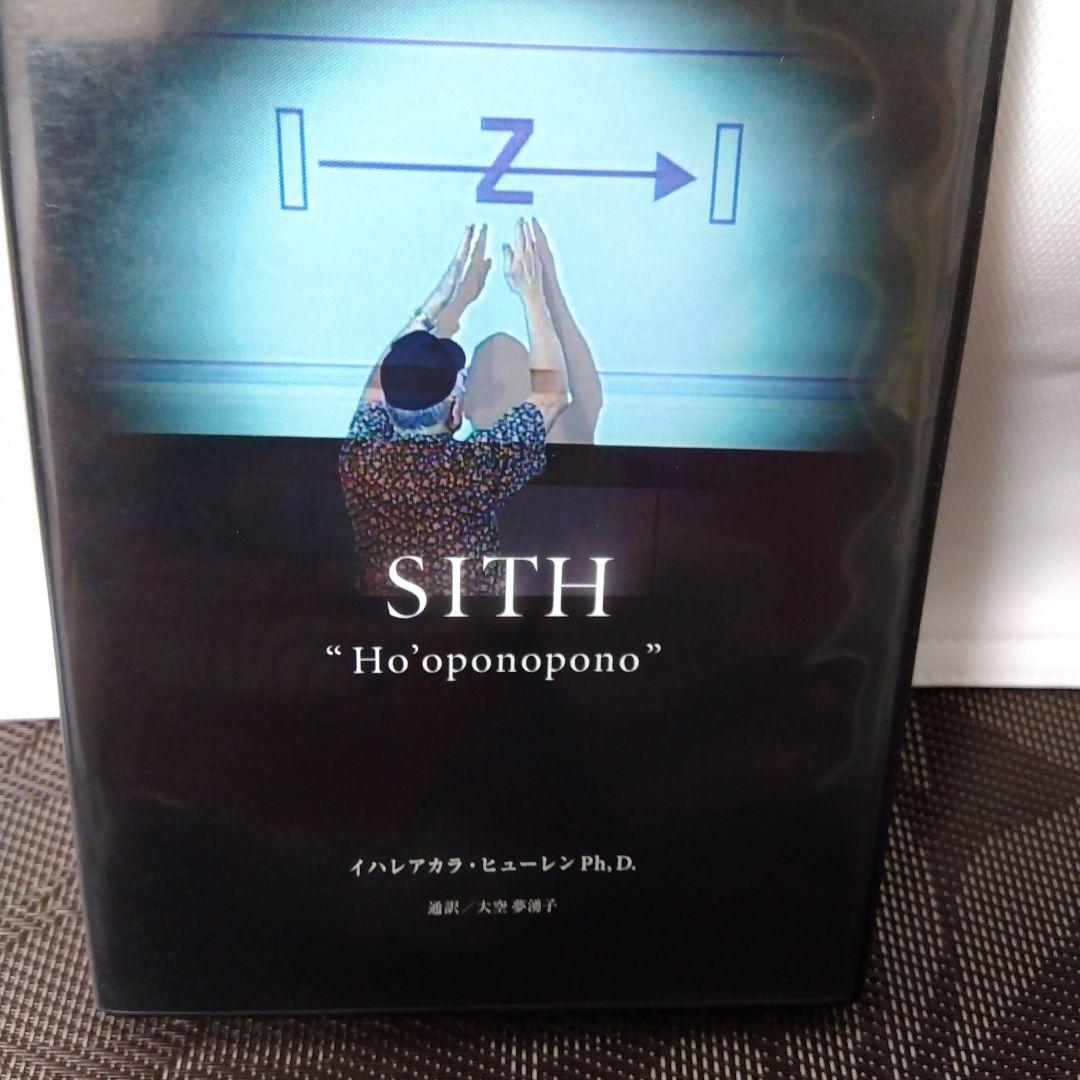 Z
SITH
“Ho’oponopono”
イハレアカラ・ヒューレン Ph, D.
通訳／大空 夢湧子